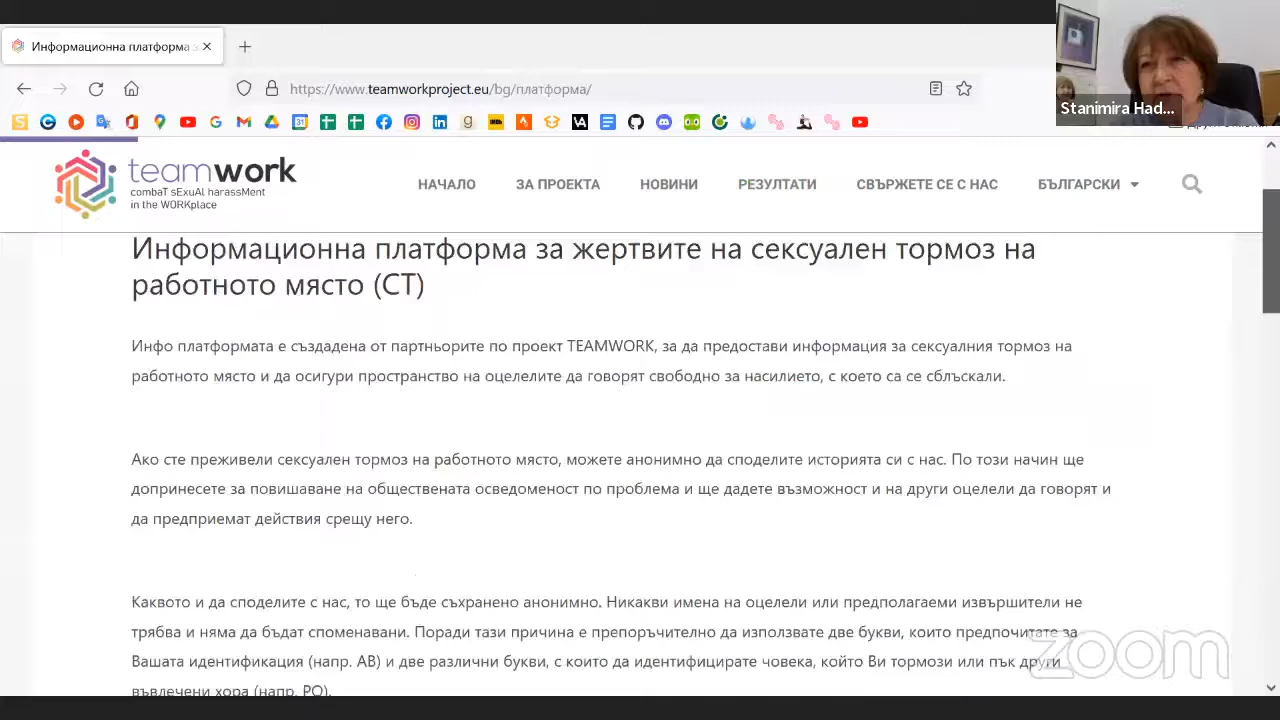 Информационна платформа з
https://www.teamworkproject.eu/bg/платформа/
Stanimira Had...
teamwork
combaT sExuAl harassMent
in the WORKplace
НАЧАЛО
ЗА ПРОЕКТА
НОВИНИ
РЕЗУЛТАТИ
СВЪРЖЕТЕ СЕ С НАС
БЪЛГАРСКИ
Информационна платформа за жертвите на сексуален тормоз на
работното място (СТ)
Инфо платформата е създадена от партньорите по проект TEAMWORK, за да предостави информация за сексуалния тормоз на
работното място и да осигури пространство на оцелелите да говорят свободно за насилието, с което са се сблъскали.
Ако сте преживели сексуален тормоз на работното място, можете анонимно да споделите историята си с нас. По този начин ще
допринесете за повишаване на обществената осведоменост по проблема и ще дадете възможност и на други оцелели да говорят и
да предприемат действия срещу него.
Каквото и да споделите с нас, то ще бъде съхранено анонимно. Никакви имена на оцелели или предполагаеми извършители не
трябва и няма да бъдат споменавани. Поради тази причина е препоръчително да използвате две букви, които предпочитате за
Вашата идентификация (напр. АВ) и две различни букви, с които да идентифицирате човека, който Ви тормози или пък други
въвлечени хора (напр. РО).
zoom